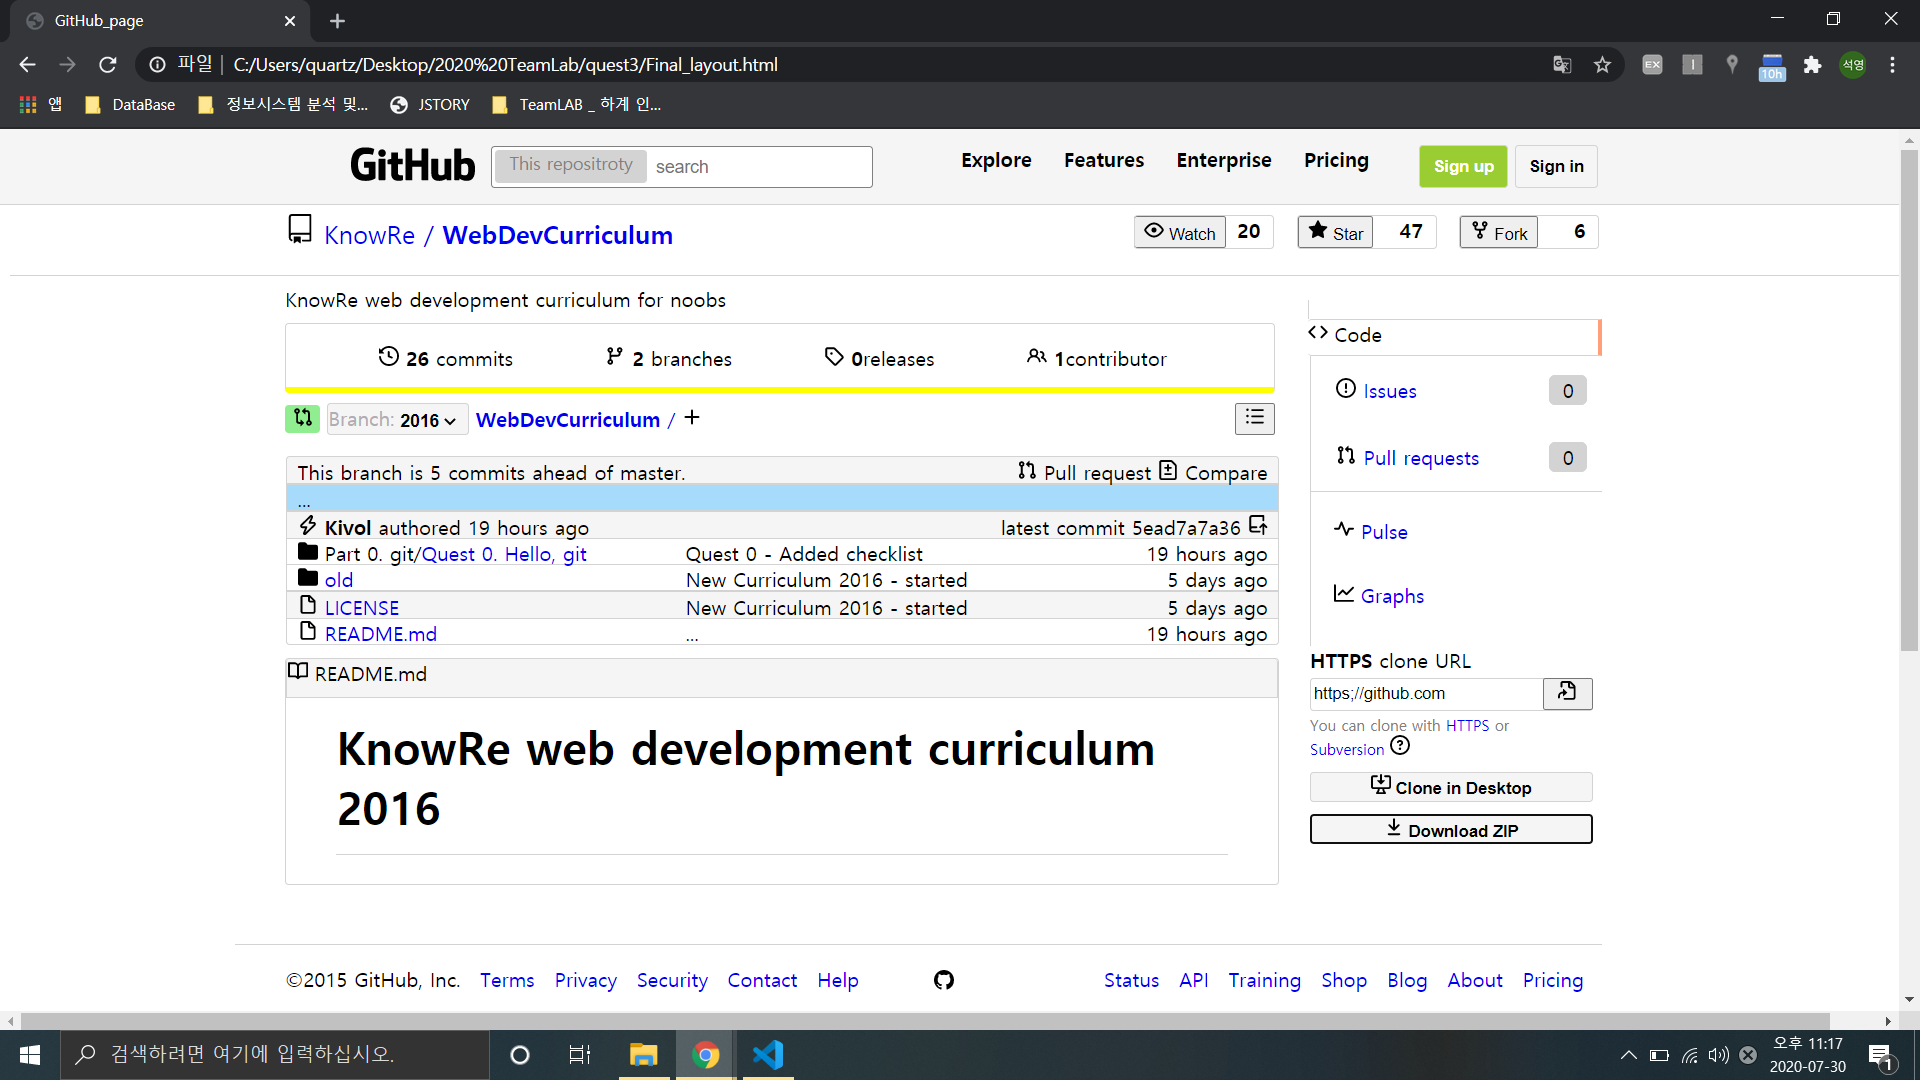 GitHub_page
파일 | C:/Users/quartz/Desktop/2020%20TeamLab/quest3/Final_layout.html
EX I 10h 석영
앱 DataBase 정보시스템 분석 및... JSTORY TeamLAB _ 하계 인...
GitHub This repositroty search Explore Features Enterprise Pricing Sign up Sign in
KnowRe / WebDevCurriculum Watch 20 Star 47 Fork 6
KnowRe web development curriculum for noobs
26 commits 2 branches 0releases 1contributor
Code
Issues 0
Branch: 2016 WebDevCurriculum / +
Pull requests 0
This branch is 5 commits ahead of master. Pull request Compare
...
Kivol authored 19 hours ago latest commit 5ead7a7a36
Pulse
Part 0. git/Quest 0. Hello, git Quest 0 - Added checklist 19 hours ago
old New Curriculum 2016 - started 5 days ago
Graphs
LICENSE New Curriculum 2016 - started 5 days ago
README.md ... 19 hours ago
HTTPS clone URL
README.md
https;//github.com
You can clone with HTTPS or
Subversion
KnowRe web development curriculum
2016
Clone in Desktop
Download ZIP
©2015 GitHub, Inc. Terms Privacy Security Contact Help Status API Training Shop Blog About Pricing
검색하려면 여기에 입력하십시오.
오후 11:17
2020-07-30
1